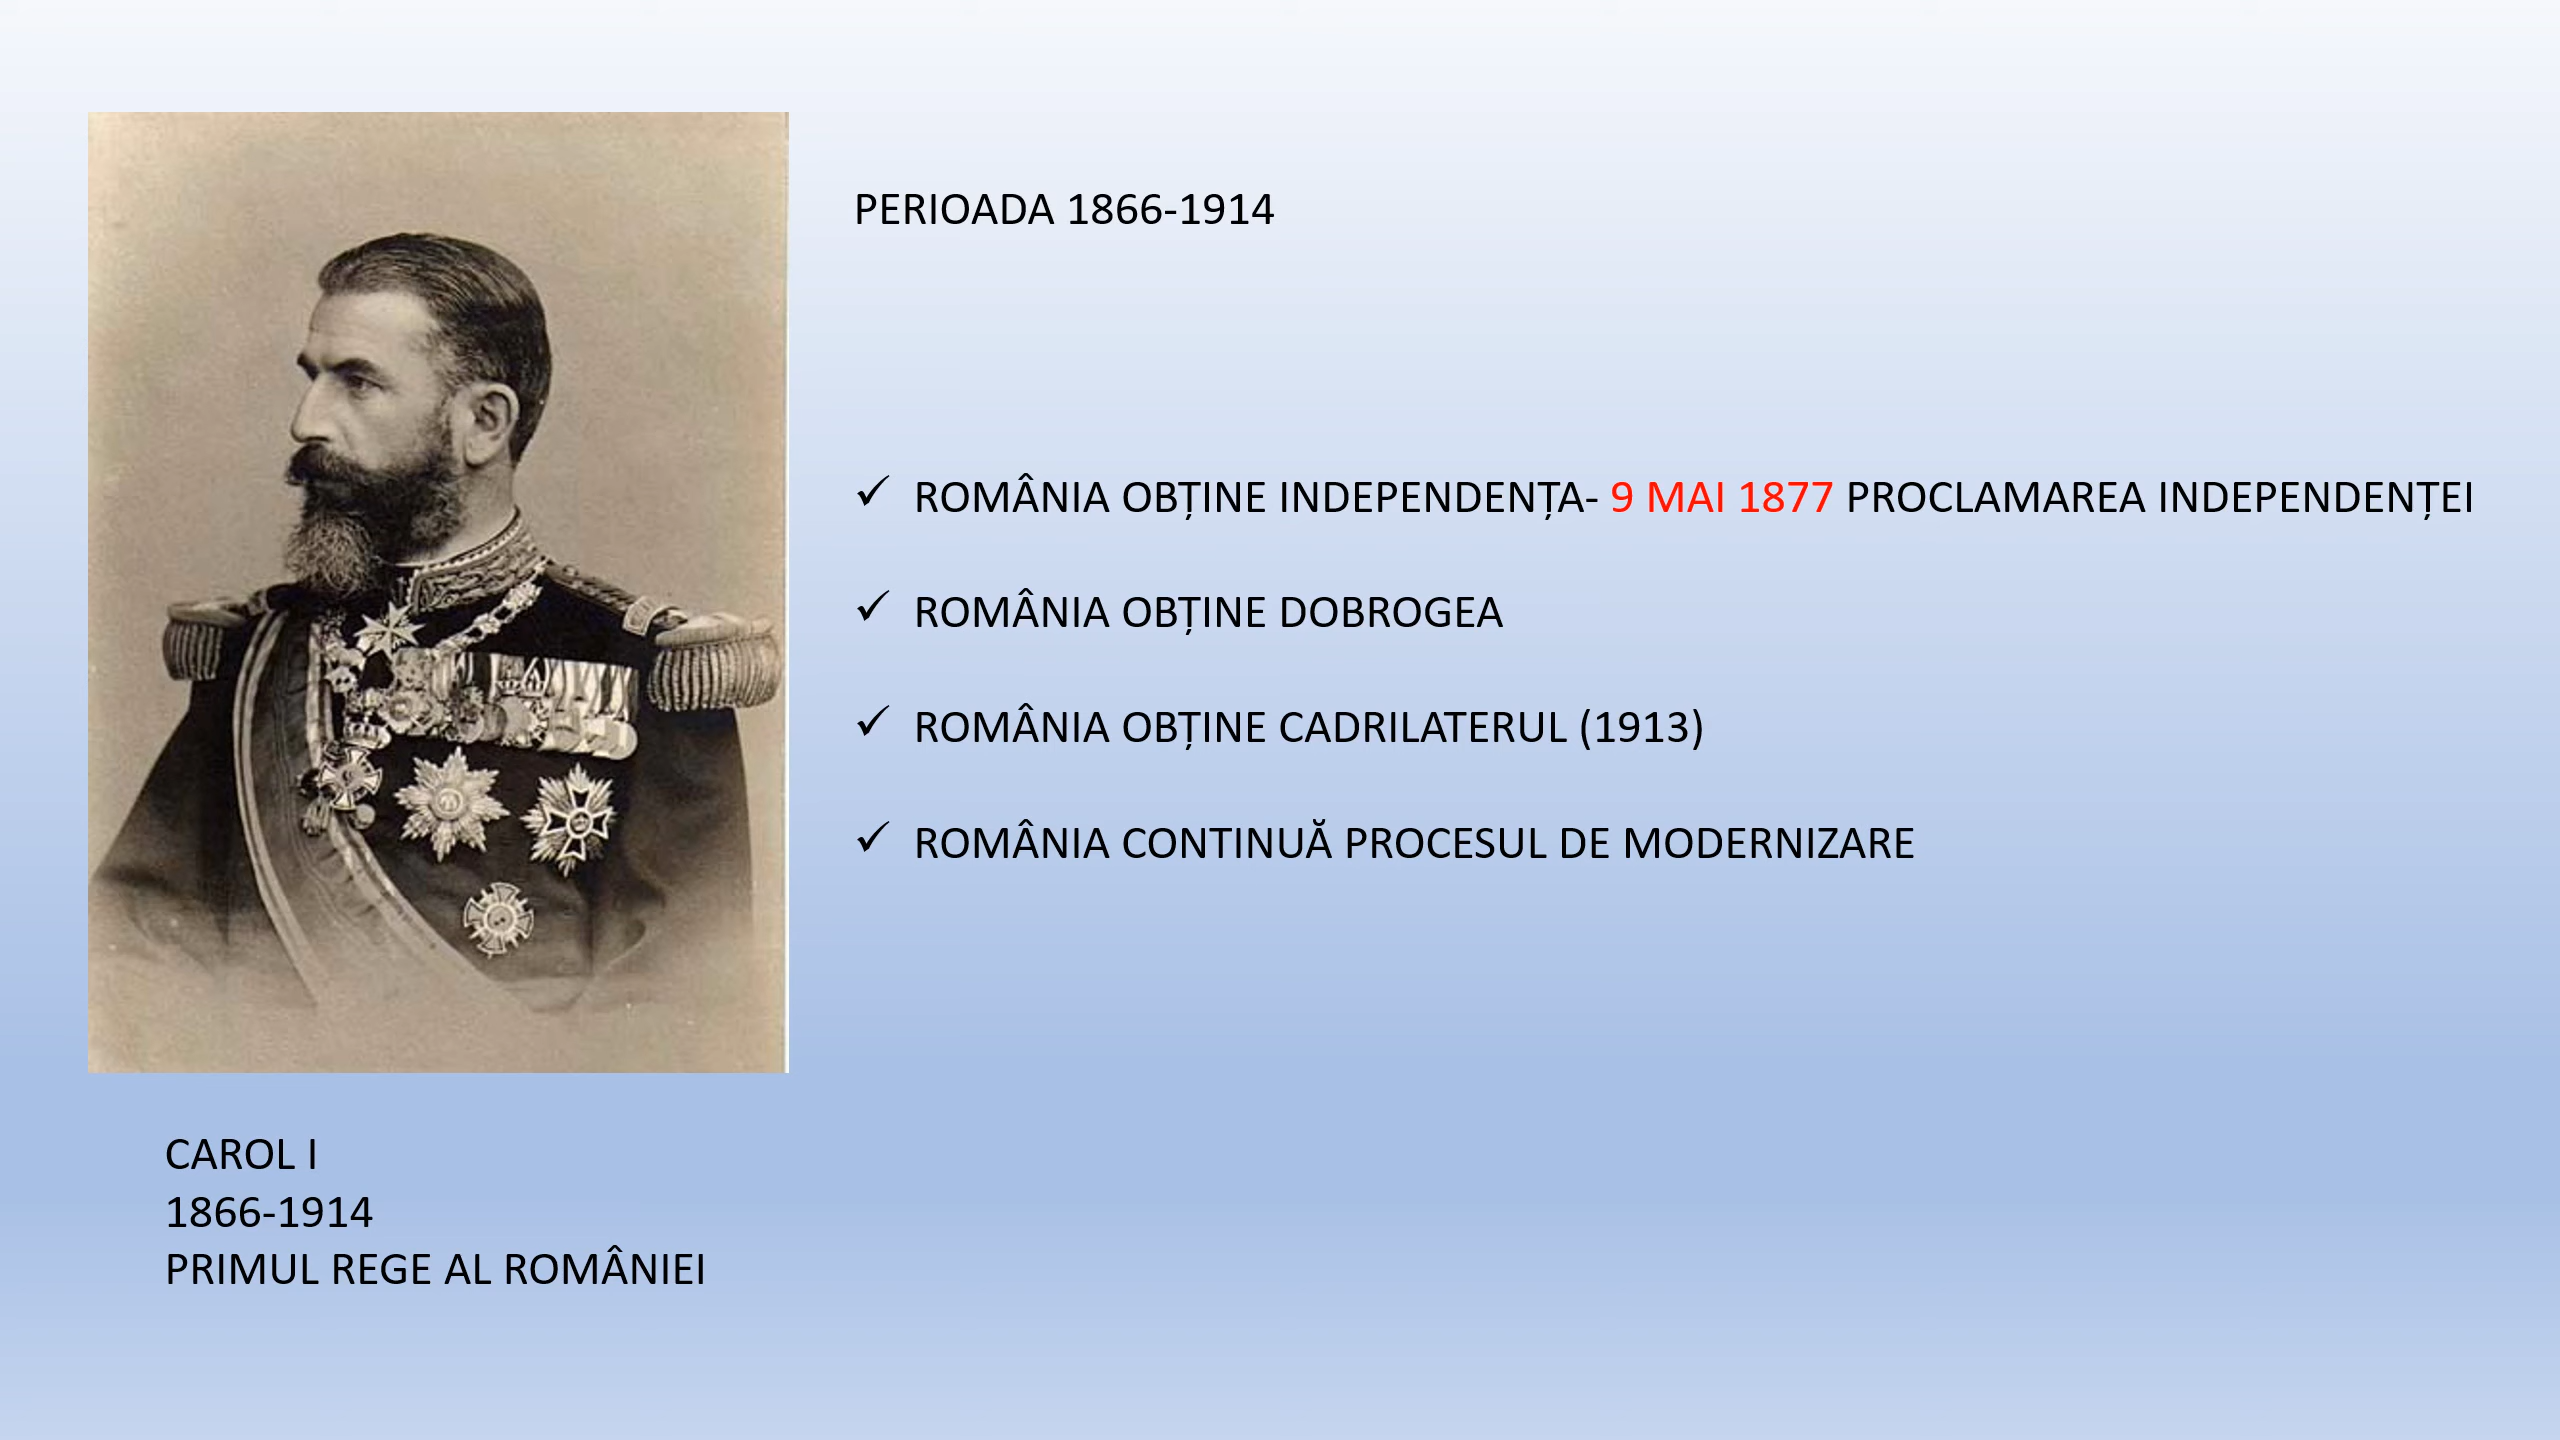 PERIOADA 1866-1914
ROMÂNIA OBȚINE INDEPENDENȚA- 9 MAI 1877 PROCLAMAREA INDEPENDENȚEI
ROMÂNIA OBȚINE DOBROGEA
ROMÂNIA OBȚINE CADRILATERUL (1913)
ROMÂNIA CONTINUĂ PROCESUL DE MODERNIZARE
CAROL I
1866-1914
PRIMUL REGE AL ROMÂNIEI